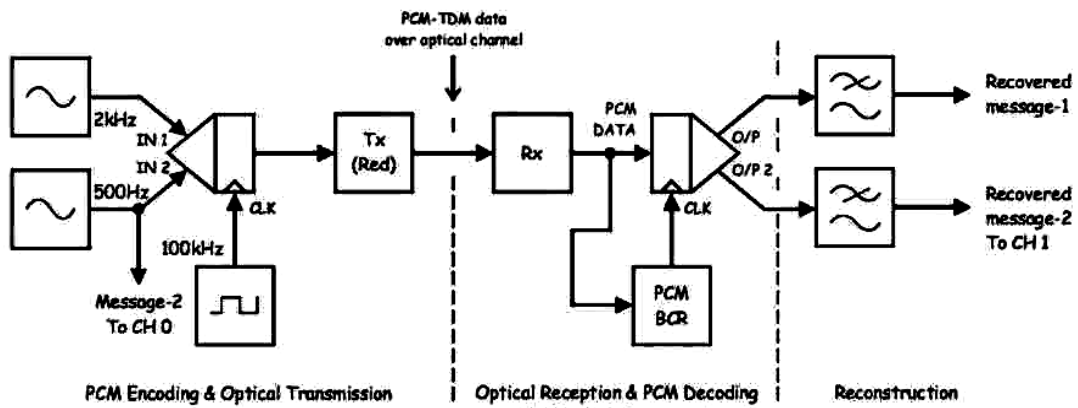 PCM-TDM data
over optical channel
2kHz
IN 1
IN 2
500Hz
CLK
100kHz
Message-2
To CH 0
Tx
(Red)
Rx
PCM
DATA
O/P
O/P 2
CLK
PCM
BCR
Recovered
message-1
Recovered
message-2
To CH 1
PCM Encoding & Optical Transmission
Optical Reception & PCM Decoding
Reconstruction